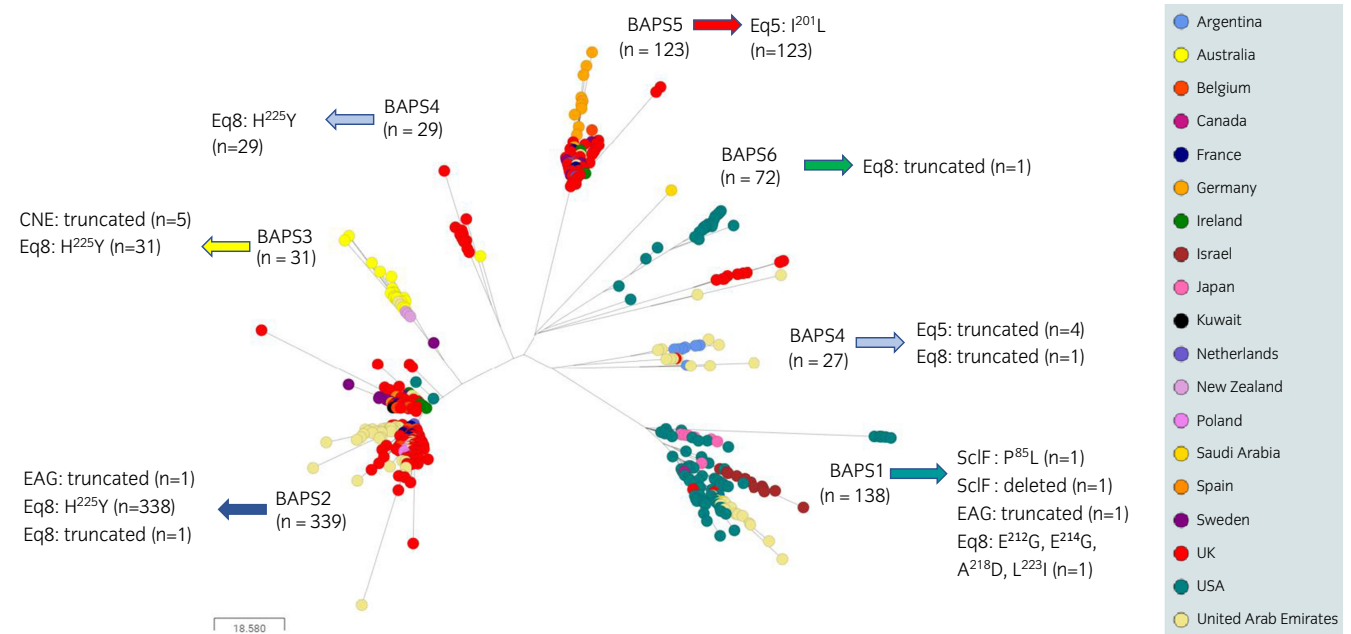 BAPS5
(n = 123)
Eq5: I²⁰¹L
(n=123)
BAPS4
(n = 29)
Eq8: H²²⁵Y
(n=29)
BAPS6
(n = 72)
Eq8: truncated (n=1)
CNE: truncated (n=5)
Eq8: H²²⁵Y (n=31)
BAPS3
(n = 31)
BAPS4
(n = 27)
Eq5: truncated (n=4)
Eq8: truncated (n=1)
BAPS1
(n = 138)
SclF : P⁸⁵L (n=1)
SclF : deleted (n=1)
EAG: truncated (n=1)
Eq8: E²¹²G, E²¹⁴G,
A²¹⁸D, L²²³I (n=1)
EAG: truncated (n=1)
Eq8: H²²⁵Y (n=338)
Eq8: truncated (n=1)
BAPS2
(n = 339)
18.580
Argentina
Australia
Belgium
Canada
France
Germany
Ireland
Israel
Japan
Kuwait
Netherlands
New Zealand
Poland
Saudi Arabia
Spain
Sweden
UK
USA
United Arab Emirates